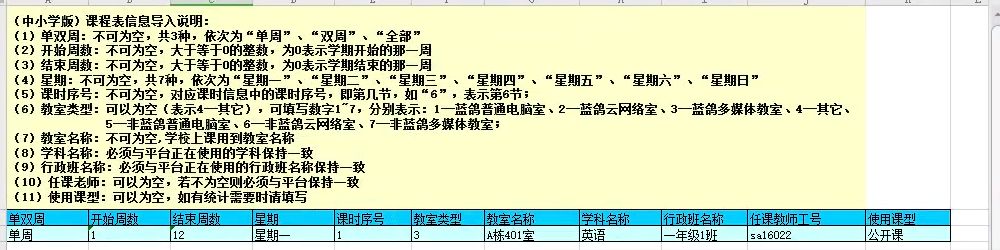 （中小学版）课程表信息导入说明：
（1）单双周：不可为空，共3种，依次为“单周”、“双周”、“全部”
（2）开始周数：不可为空，大于等于0的整数，为0表示学期开始的那一周
（3）结束周数：不可为空，大于等于0的整数，为0表示学期结束的那一周
（4）星期：不可为空，共7种，依次为“星期一”、“星期二”、“星期三”、“星期四”、“星期五”、“星期六”、“星期日”
（5）课时序号：不可为空，对应课时信息中的课时序号，即第几节，如“6”，表示第6节；
（6）教室类型：可以为空（表示4—其它），可填写数字1~7，分别表示：1—蓝鸽普通电脑室、2—蓝鸽云网络室、3—蓝鸽多媒体教室、4—其它、
5—非蓝鸽普通电脑室、6—非蓝鸽云网络室、7—非蓝鸽多媒体教室；
（7）教室名称：不可为空,学校上课用到教室名称
（8）学科名称：必须与平台正在使用的学科保持一致
（9）行政班名称：必须与平台正在使用的行政班名称保持一致
（10）任课老师：可以为空，若不为空则必须与平台保持一致
（11）使用课型：可以为空，如有统计需要时请填写
单双周 开始周数 结束周数 星期 课时序号 教室类型 教室名称 学科名称 行政班名称 任课教师工号 使用课型
单周 1 12 星期一 1 3 A栋401室 英语 一年级1班 sa16022 公开课